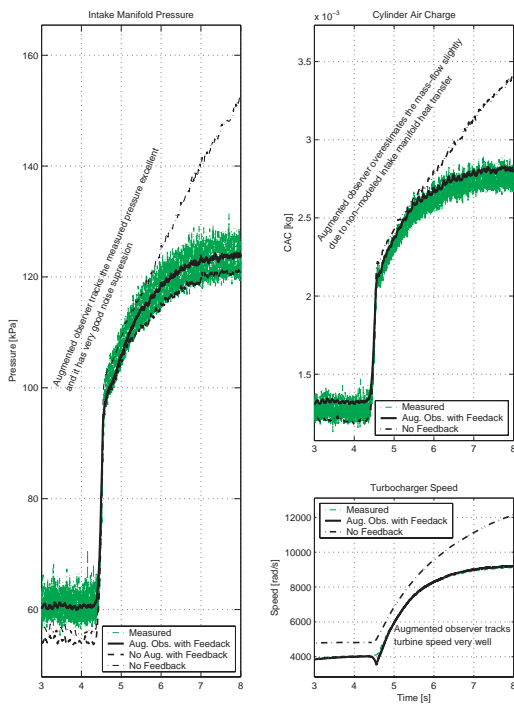 Intake Manifold Pressure
160
140
120
100
80
60
Pressure [kPa]
3 4 5 6 7 8
Augmented observer tracks the measured pressure excellent
and it has very good noise supression
Measured
Aug. Obs. with Feedack
No Aug. with Feedback
No Feedback
Cylinder Air Charge
x 10⁻³
3.5
3
2.5
2
1.5
CAC [kg]
3 4 5 6 7 8
Augmented observer overestimates the mass-flow slightly
due to non-modeled intake manifold heat transfer
Measured
Aug. Obs. with Feedack
No Feedback
Turbocharger Speed
12000
10000
8000
6000
4000
Speed [rad/s]
3 4 5 6 7 8
Time [s]
Measured
Aug. Obs. with Feedack
No Feedback
Augmented observer tracks
turbine speed very well